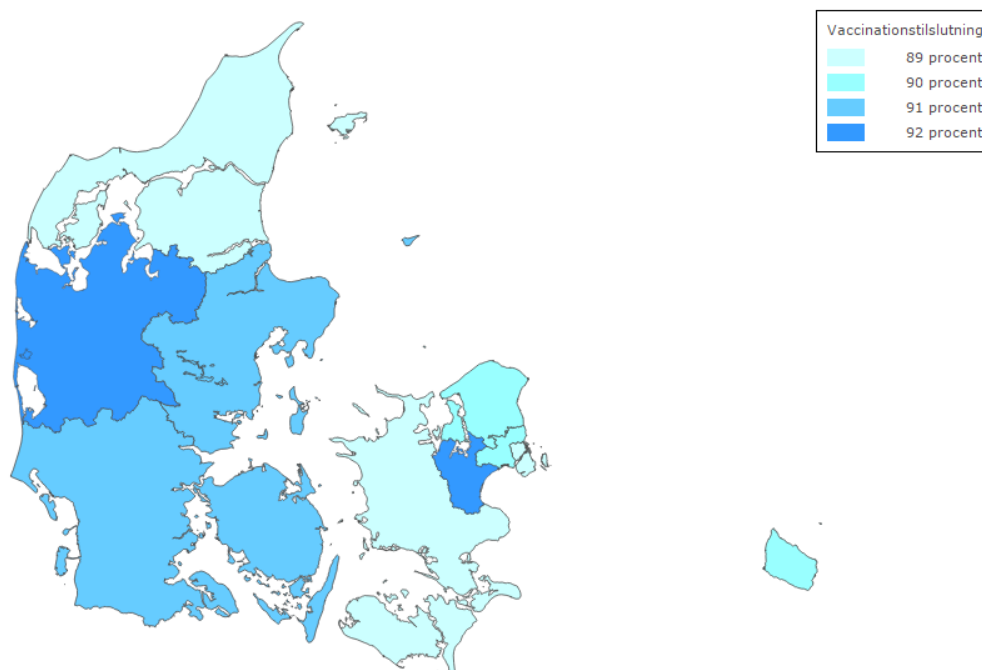 Vaccinationstilslutning
89 procent
90 procent
91 procent
92 procent